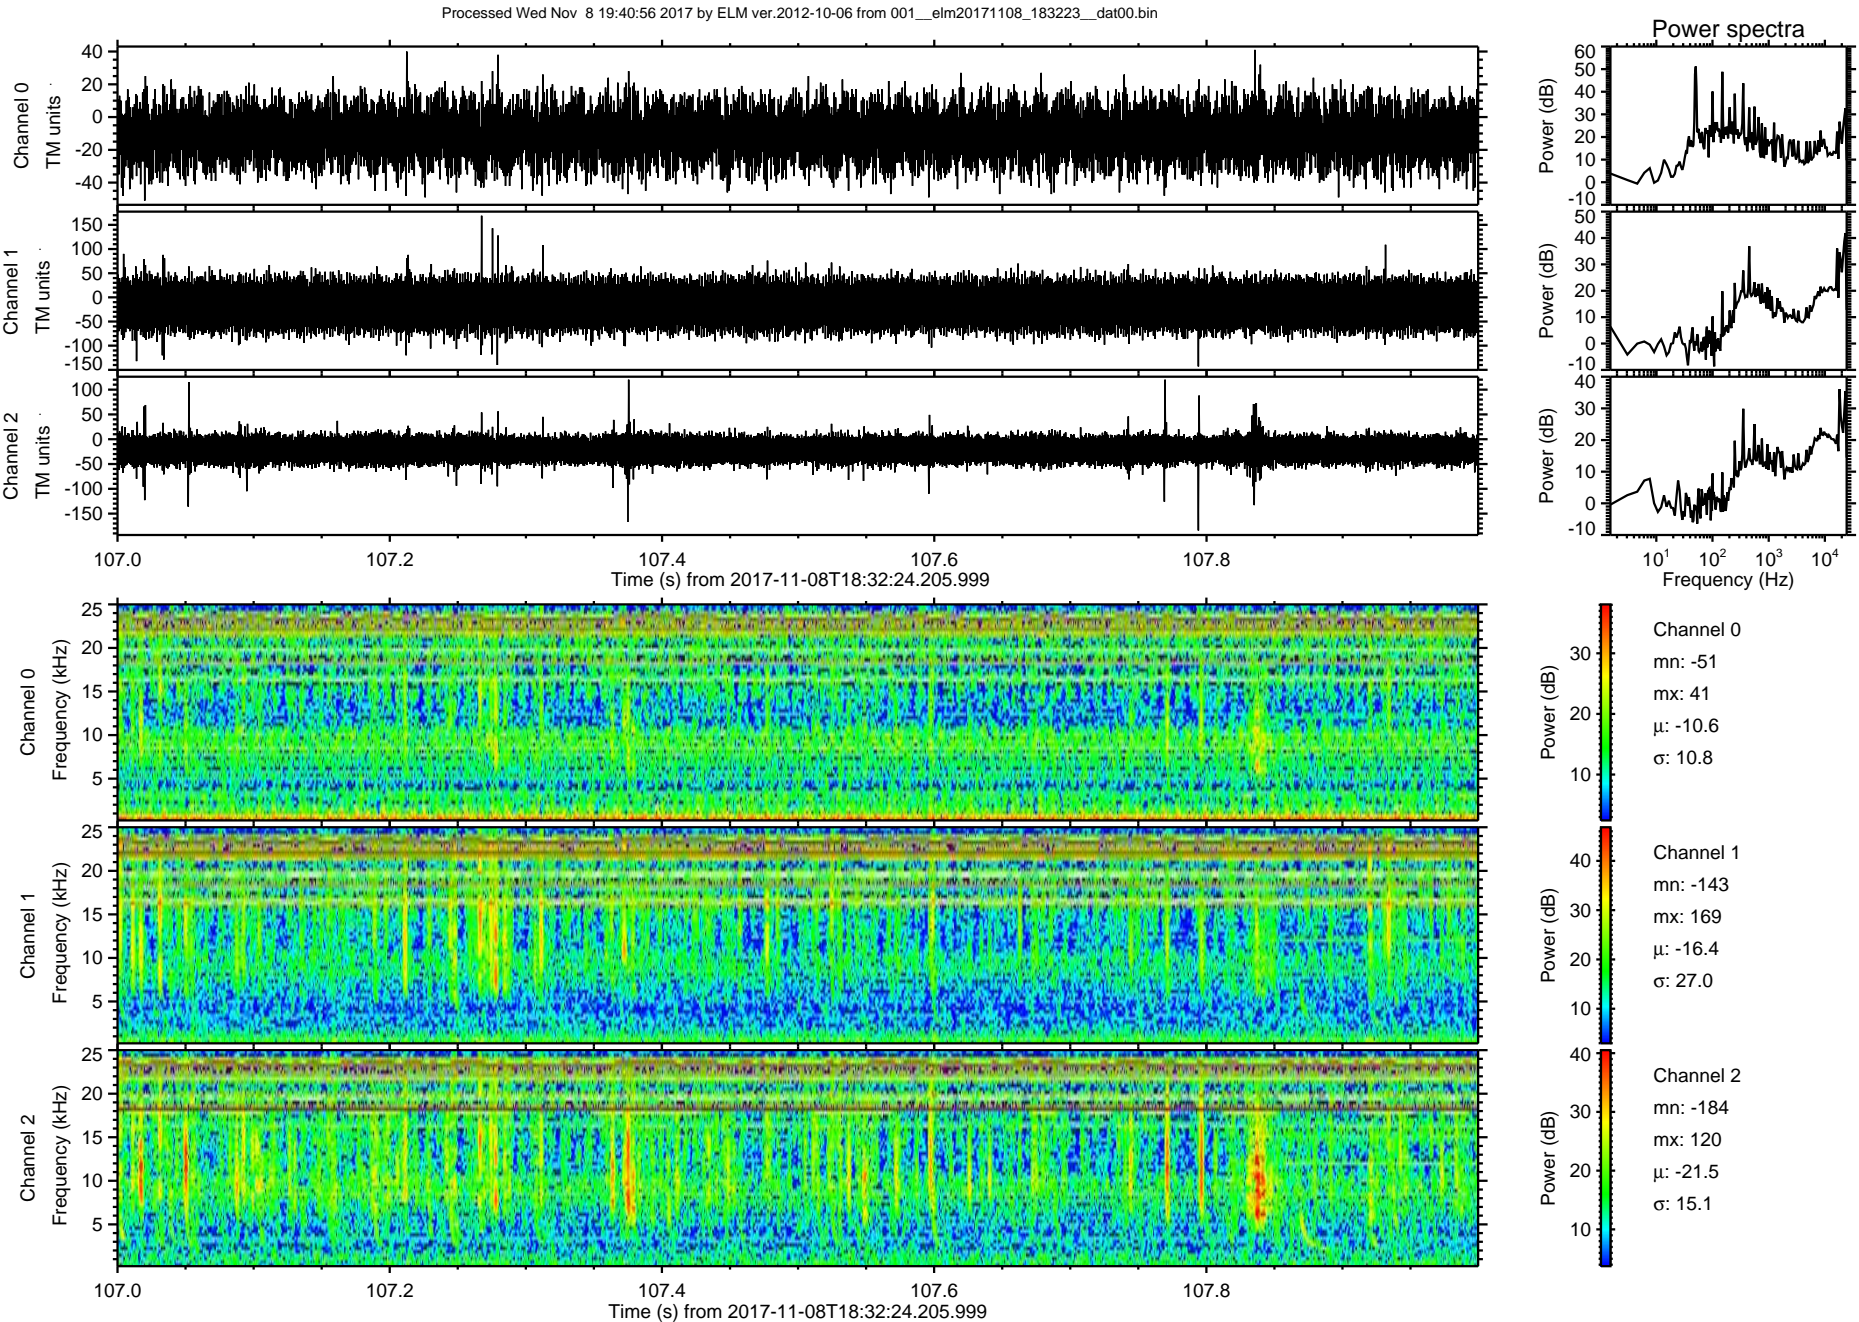 Processed Wed Nov  8 19:40:56 2017 by ELM ver.2012-10-06 from 001__elm20171108_183223__dat00.bin
Power spectra
Channel 0
TM units
40
20
0
-20
-40
Power (dB)
60
50
40
30
20
10
0
-10
Channel 1
TM units
150
100
50
0
-50
-100
-150
Power (dB)
50
40
30
20
10
0
-10
Channel 2
TM units
100
50
0
-50
-100
-150
Power (dB)
40
30
20
10
0
-10
107.0 107.2 107.4 107.6 107.8
Time (s) from 2017-11-08T18:32:24.205.999
10¹ 10² 10³ 10⁴
Frequency (Hz)
Channel 0
Frequency (kHz)
25
20
15
10
5
Power (dB)
30
20
10
Channel 0
mn: -51
mx: 41
µ: -10.6
σ: 10.8
Channel 1
Frequency (kHz)
25
20
15
10
5
Power (dB)
40
30
20
10
Channel 1
mn: -143
mx: 169
µ: -16.4
σ: 27.0
Channel 2
Frequency (kHz)
25
20
15
10
5
Power (dB)
40
30
20
10
Channel 2
mn: -184
mx: 120
µ: -21.5
σ: 15.1
107.0 107.2 107.4 107.6 107.8
Time (s) from 2017-11-08T18:32:24.205.999